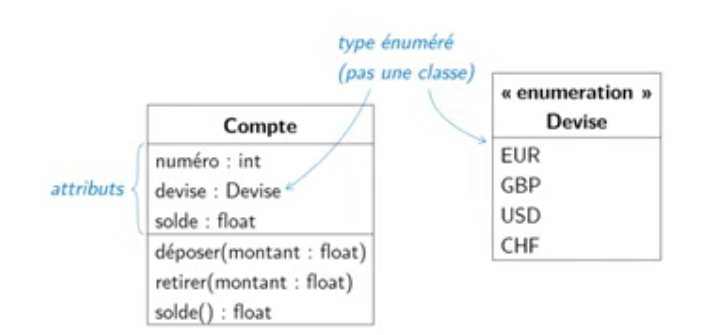 type énuméré
(pas une classe)
« enumeration »
Devise
EUR
GBP
USD
CHF
Compte
attributs
numéro : int
devise : Devise
solde : float
déposer(montant : float)
retirer(montant : float)
solde() : float